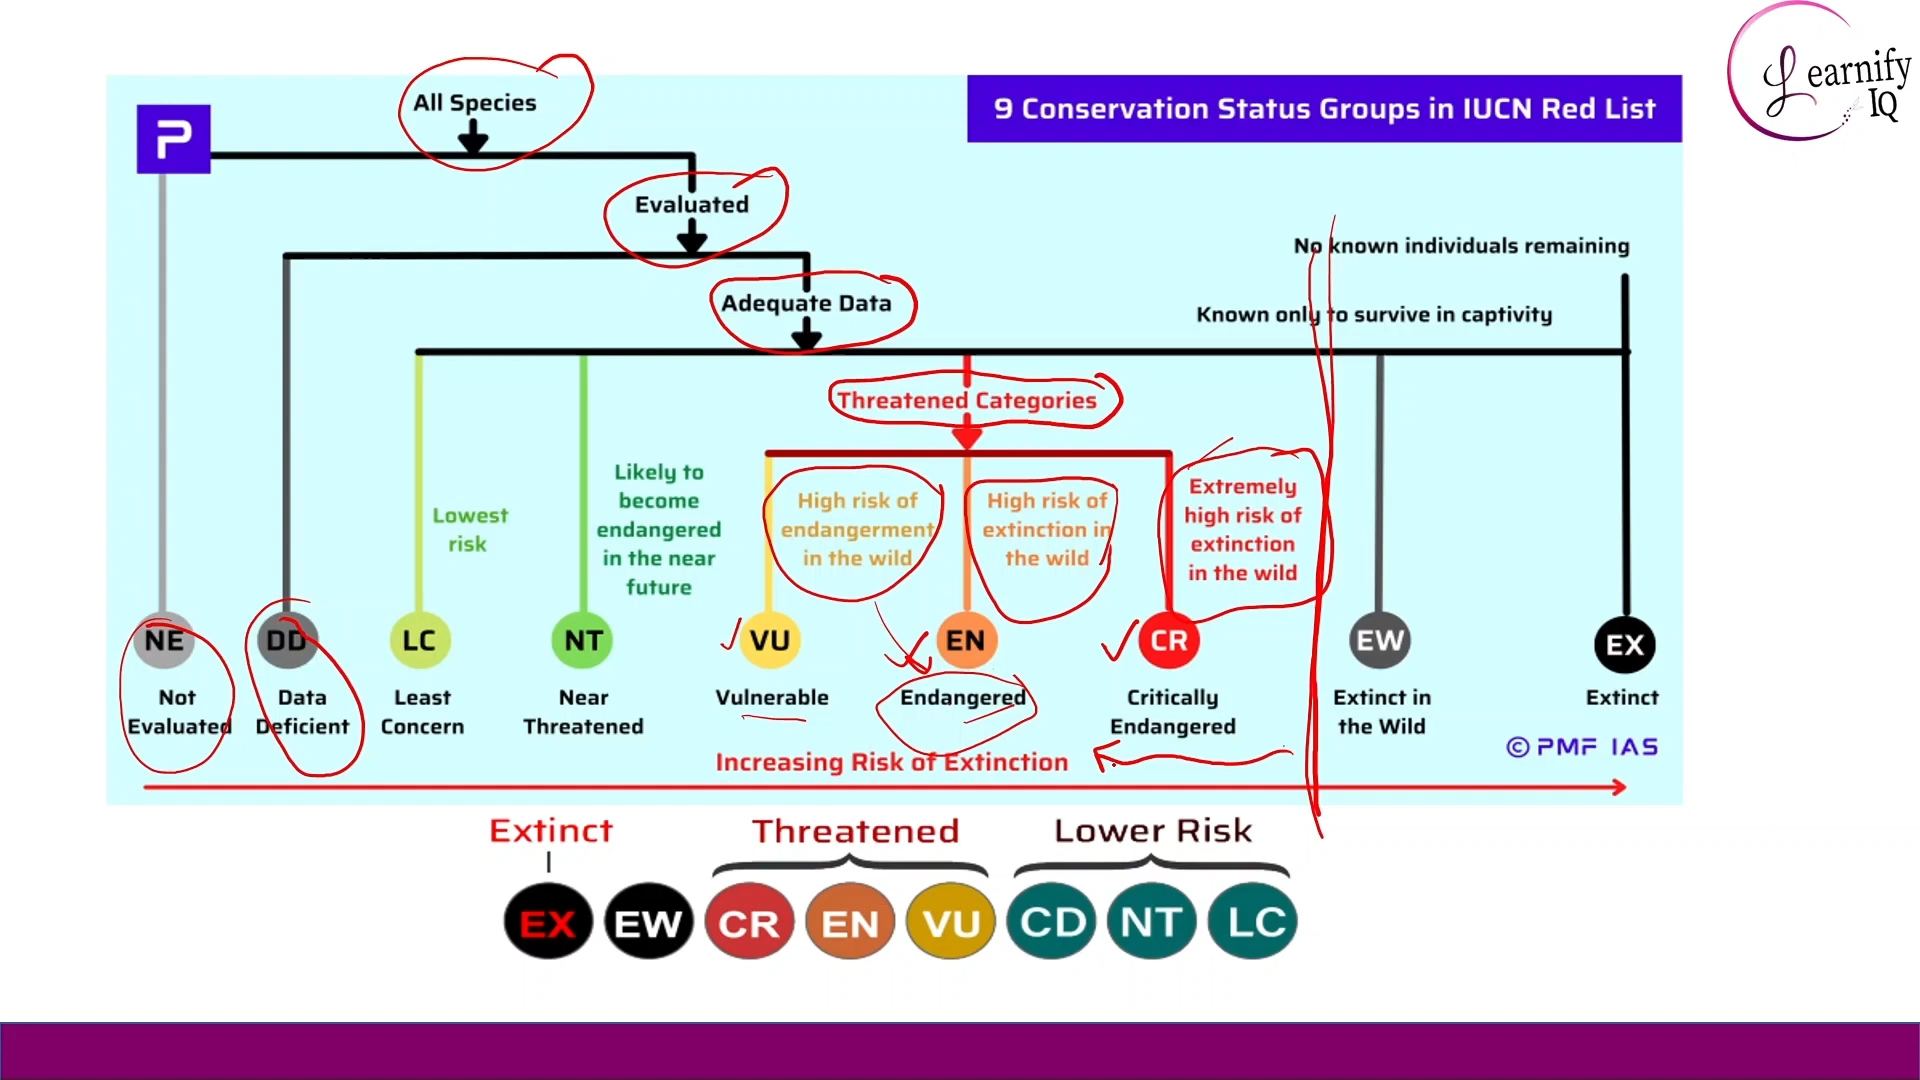 Learnify
IQ
9 Conservation Status Groups in IUCN Red List
P
All Species
Evaluated
Adequate Data
No known individuals remaining
Known only to survive in captivity
Threatened Categories
Lowest
risk
Likely to
become
endangered
in the near
future
High risk of
endangerment
in the wild
High risk of
extinction in
the wild
Extremely
high risk of
extinction
in the wild
NE
DD
LC
NT
VU
EN
CR
EW
EX
Not
Evaluated
Data
Deficient
Least
Concern
Near
Threatened
Vulnerable
Endangered
Critically
Endangered
Extinct in
the Wild
Extinct
© PMF IAS
Increasing Risk of Extinction
Extinct
Threatened
Lower Risk
EX
EW
CR
EN
VU
CD
NT
LC